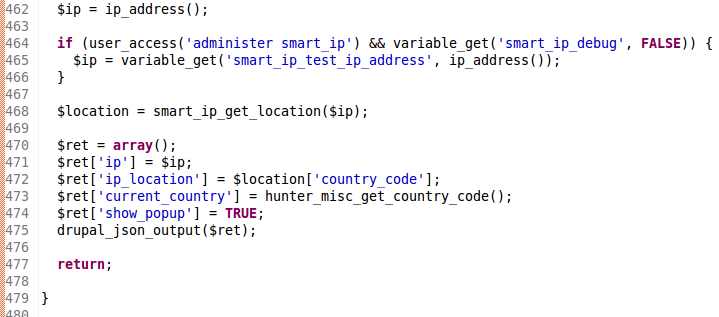 462 $ip = ip_address();
463
464 if (user_access('administer smart_ip') && variable_get('smart_ip_debug', FALSE)) {
465 $ip = variable_get('smart_ip_test_ip_address', ip_address());
466 }
467
468 $location = smart_ip_get_location($ip);
469
470 $ret = array();
471 $ret['ip'] = $ip;
472 $ret['ip_location'] = $location['country_code'];
473 $ret['current_country'] = hunter_misc_get_country_code();
474 $ret['show_popup'] = TRUE;
475 drupal_json_output($ret);
476
477 return;
478
479 }
480